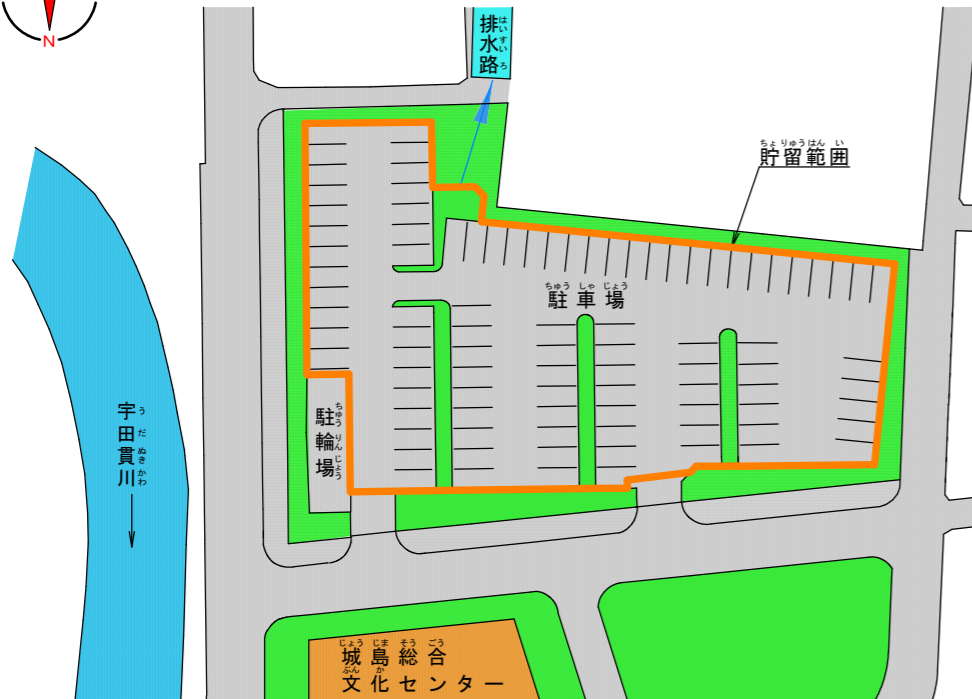 N
排水路
はいすいろ
貯留範囲
ちょりゅうはんい
駐車場
ちゅうしゃじょう
駐輪場
ちゅうりんじょう
宇田貫川
うだぬきかわ
城島総合
じょうじまそうごう
文化センター
ぶんか